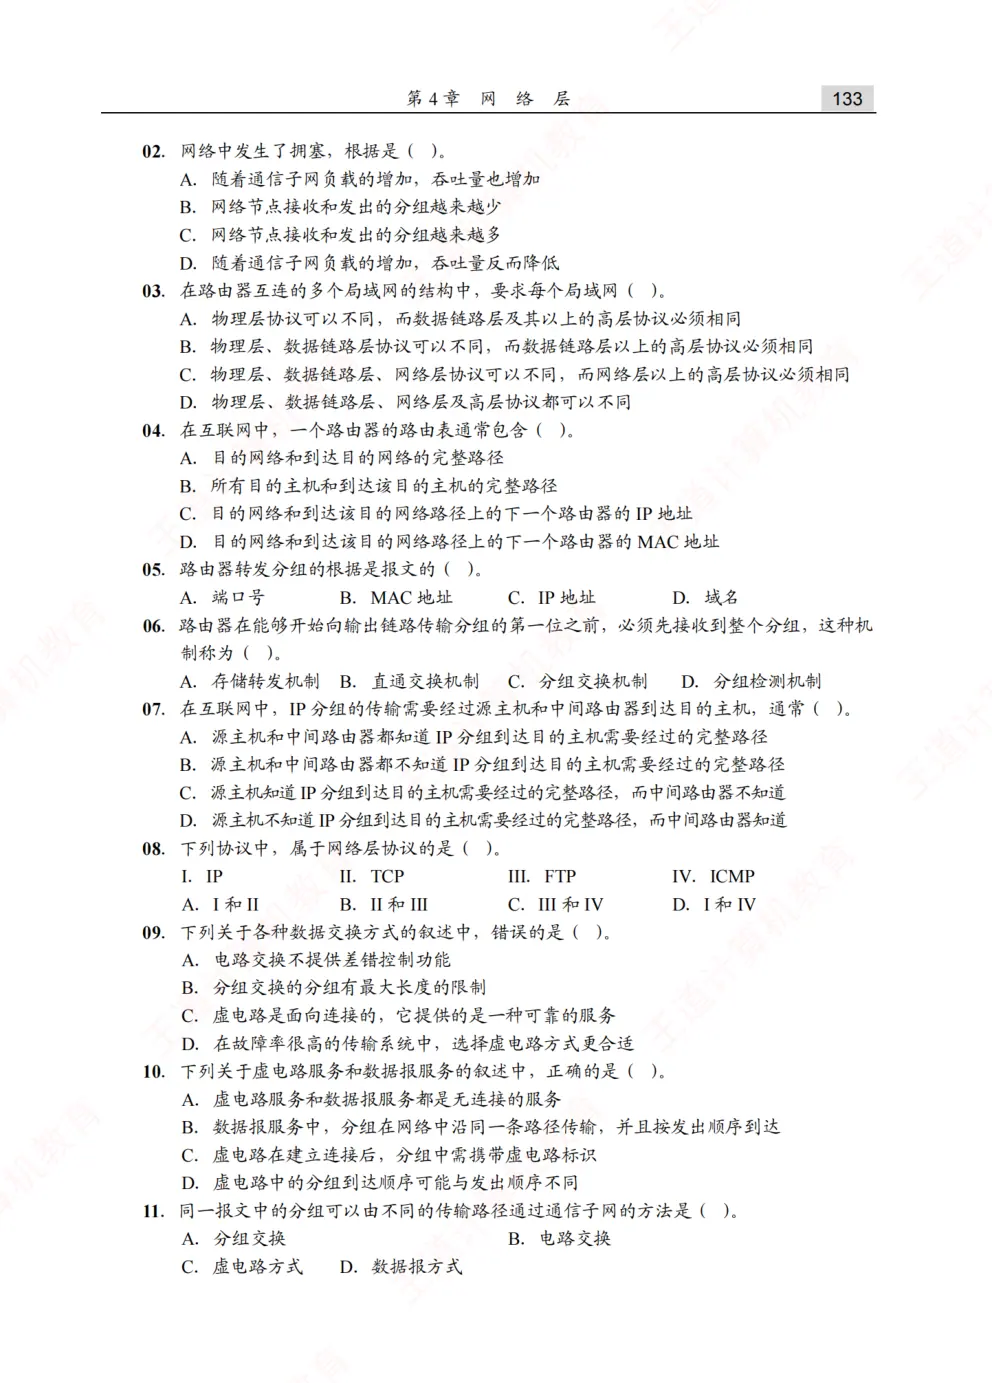 第4章 网 络 层 133
02. 网络中发生了拥塞，根据是（ ）。
A. 随着通信子网负载的增加，吞吐量也增加
B. 网络节点接收和发出的分组越来越少
C. 网络节点接收和发出的分组越来越多
D. 随着通信子网负载的增加，吞吐量反而降低
03. 在路由器互连的多个局域网的结构中，要求每个局域网（ ）。
A. 物理层协议可以不同，而数据链路层及其以上的高层协议必须相同
B. 物理层、数据链路层协议可以不同，而数据链路层以上的高层协议必须相同
C. 物理层、数据链路层、网络层协议可以不同，而网络层以上的高层协议必须相同
D. 物理层、数据链路层、网络层及高层协议都可以不同
04. 在互联网中，一个路由器的路由表通常包含（ ）。
A. 目的网络和到达目的网络的完整路径
B. 所有目的主机和到达该目的主机的完整路径
C. 目的网络和到达该目的网络路径上的下一个路由器的 IP 地址
D. 目的网络和到达该目的网络路径上的下一个路由器的 MAC 地址
05. 路由器转发分组的根据是报文的（ ）。
A. 端口号 B. MAC 地址 C. IP 地址 D. 域名
06. 路由器在能够开始向输出链路传输分组的第一位之前，必须先接收到整个分组，这种机
制称为（ ）。
A. 存储转发机制 B. 直通交换机制 C. 分组交换机制 D. 分组检测机制
07. 在互联网中，IP 分组的传输需要经过源主机和中间路由器到达目的主机，通常（ ）。
A. 源主机和中间路由器都知道 IP 分组到达目的主机需要经过的完整路径
B. 源主机和中间路由器都不知道 IP 分组到达目的主机需要经过的完整路径
C. 源主机知道 IP 分组到达目的主机需要经过的完整路径，而中间路由器不知道
D. 源主机不知道 IP 分组到达目的主机需要经过的完整路径，而中间路由器知道
08. 下列协议中，属于网络层协议的是（ ）。
I. IP II. TCP III. FTP IV. ICMP
A. I 和 II B. II 和 III C. III 和 IV D. I 和 IV
09. 下列关于各种数据交换方式的叙述中，错误的是（ ）。
A. 电路交换不提供差错控制功能
B. 分组交换的分组有最大长度的限制
C. 虚电路是面向连接的，它提供的是一种可靠的服务
D. 在故障率很高的传输系统中，选择虚电路方式更合适
10. 下列关于虚电路服务和数据报服务的叙述中，正确的是（ ）。
A. 虚电路服务和数据报服务都是无连接的服务
B. 数据报服务中，分组在网络中沿同一条路径传输，并且按发出顺序到达
C. 虚电路在建立连接后，分组中需携带虚电路标识
D. 虚电路中的分组到达顺序可能与发出顺序不同
11. 同一报文中的分组可以由不同的传输路径通过通信子网的方法是（ ）。
A. 分组交换 B. 电路交换
C. 虚电路方式 D. 数据报方式